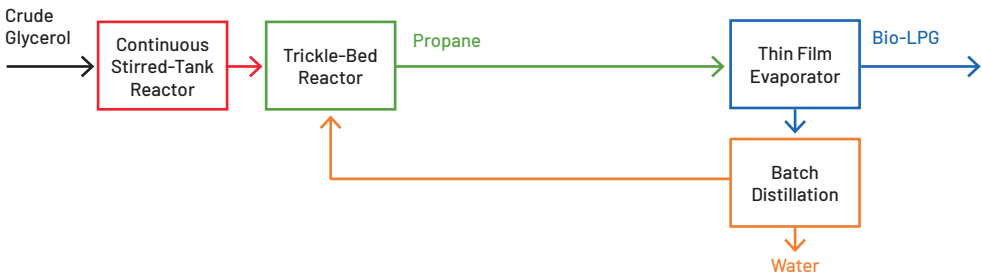 Crude
Glycerol
Continuous
Stirred-Tank
Reactor
Trickle-Bed
Reactor
Propane
Thin Film
Evaporator
Bio-LPG
Batch
Distillation
Water